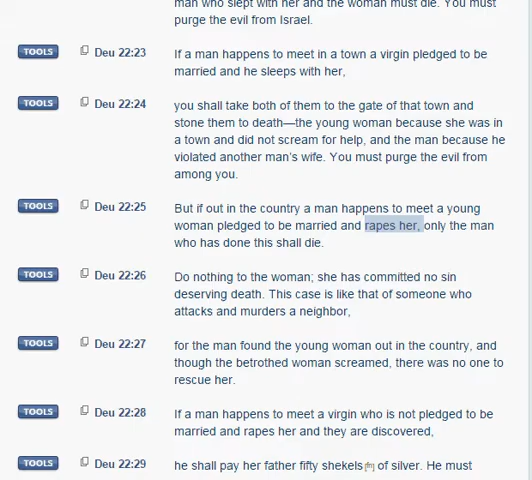 man who slept with her and the woman must die. You must
purge the evil from Israel.
TOOLS Deu 22:23 If a man happens to meet in a town a virgin pledged to be
married and he sleeps with her,
TOOLS Deu 22:24 you shall take both of them to the gate of that town and
stone them to death—the young woman because she was in
a town and did not scream for help, and the man because he
violated another man's wife. You must purge the evil from
among you.
TOOLS Deu 22:25 But if out in the country a man happens to meet a young
woman pledged to be married and rapes her, only the man
who has done this shall die.
TOOLS Deu 22:26 Do nothing to the woman; she has committed no sin
deserving death. This case is like that of someone who
attacks and murders a neighbor,
TOOLS Deu 22:27 for the man found the young woman out in the country, and
though the betrothed woman screamed, there was no one to
rescue her.
TOOLS Deu 22:28 If a man happens to meet a virgin who is not pledged to be
married and rapes her and they are discovered,
TOOLS Deu 22:29 he shall pay her father fifty shekels [fn] of silver. He must